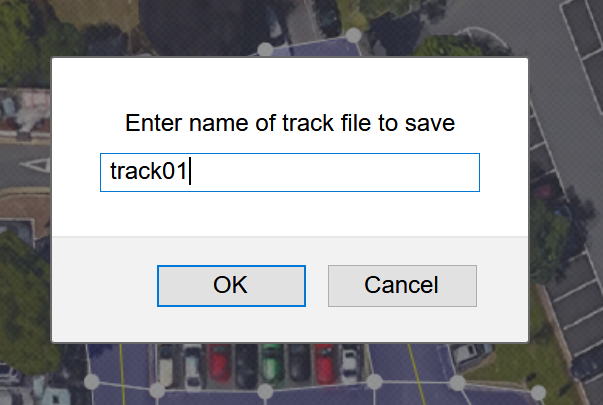 Enter name of track file to save
track01
OK
Cancel